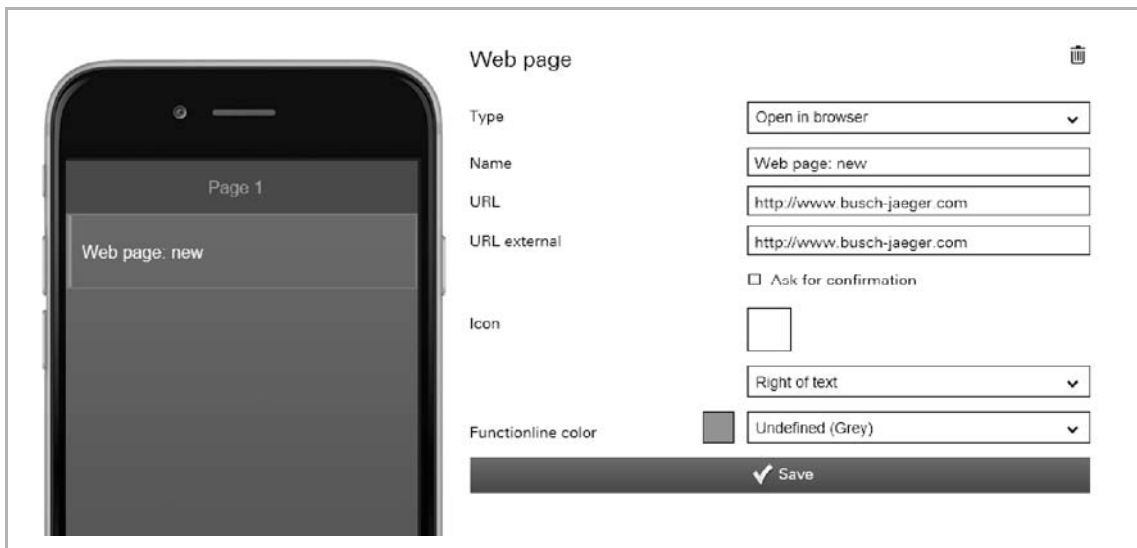 Page 1
Web page: new
Web page
Type
Open in browser
Name
Web page: new
URL
http://www.busch-jaeger.com
URL external
http://www.busch-jaeger.com
Ask for confirmation
Icon
Right of text
Functionline color
Undefined (Grey)
Save